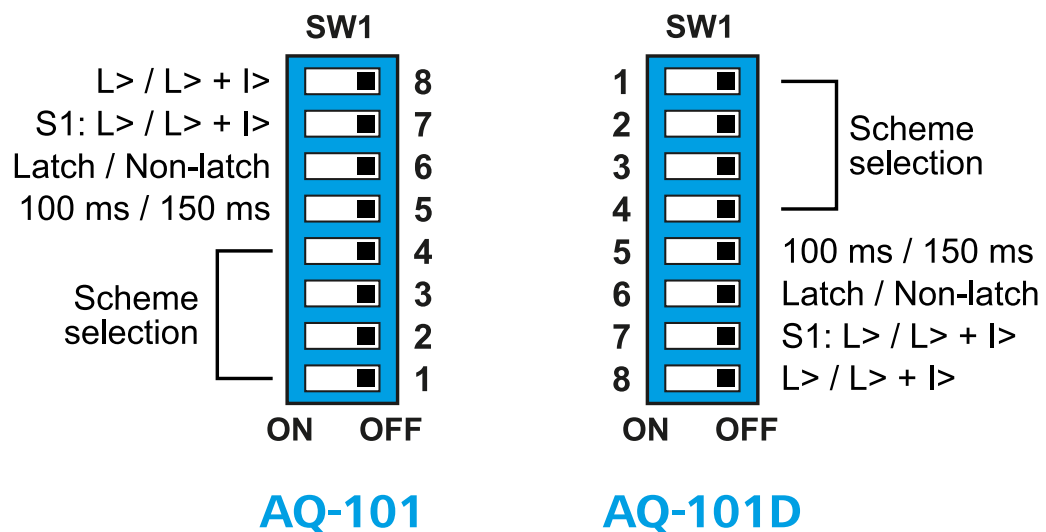 SW1
L> / L> + I> 8
S1: L> / L> + I> 7
Latch / Non-latch 6
100 ms / 150 ms 5
4
3
2
1
Scheme
selection
ON OFF
AQ-101
SW1
1
2
3
4
Scheme
selection
5 100 ms / 150 ms
6 Latch / Non-latch
7 S1: L> / L> + I>
8 L> / L> + I>
ON OFF
AQ-101D